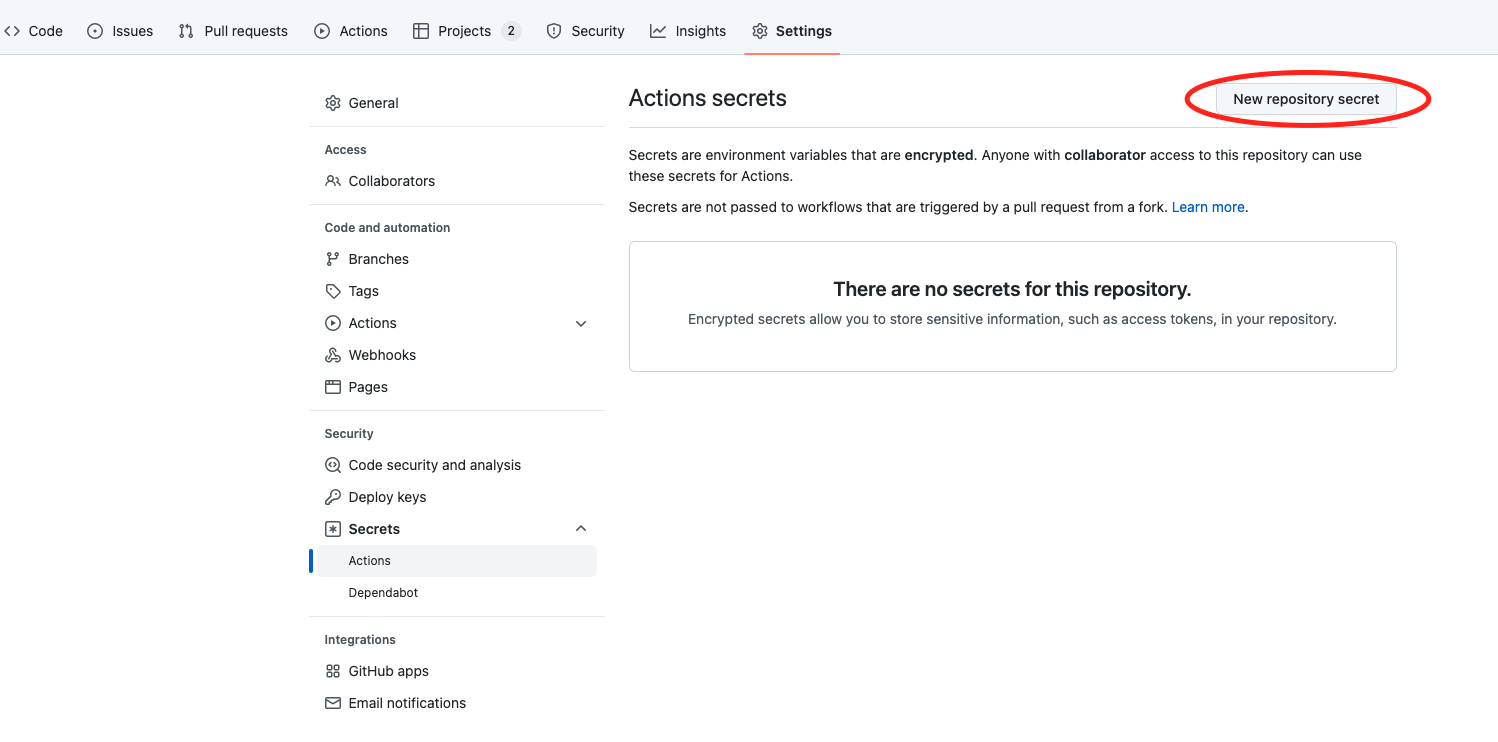 Code Issues Pull requests Actions Projects 2 Security Insights Settings
General
Access
Collaborators
Code and automation
Branches
Tags
Actions
Webhooks
Pages
Security
Code security and analysis
Deploy keys
Secrets
Actions
Dependabot
Integrations
GitHub apps
Email notifications
Actions secrets
New repository secret
Secrets are environment variables that are encrypted. Anyone with collaborator access to this repository can use
these secrets for Actions.
Secrets are not passed to workflows that are triggered by a pull request from a fork. Learn more.
There are no secrets for this repository.
Encrypted secrets allow you to store sensitive information, such as access tokens, in your repository.